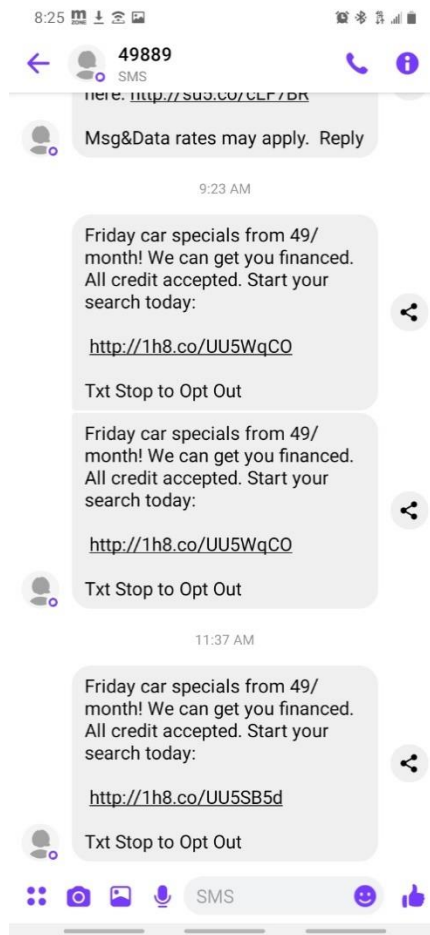 8:25 m ZONE
49889
SMS
here: http://su5.co/cLF7BR
Msg&Data rates may apply. Reply
9:23 AM
Friday car specials from 49/
month! We can get you financed.
All credit accepted. Start your
search today:
http://1h8.co/UU5WqCO
Txt Stop to Opt Out
Friday car specials from 49/
month! We can get you financed.
All credit accepted. Start your
search today:
http://1h8.co/UU5WqCO
Txt Stop to Opt Out
11:37 AM
Friday car specials from 49/
month! We can get you financed.
All credit accepted. Start your
search today:
http://1h8.co/UU5SB5d
Txt Stop to Opt Out
SMS